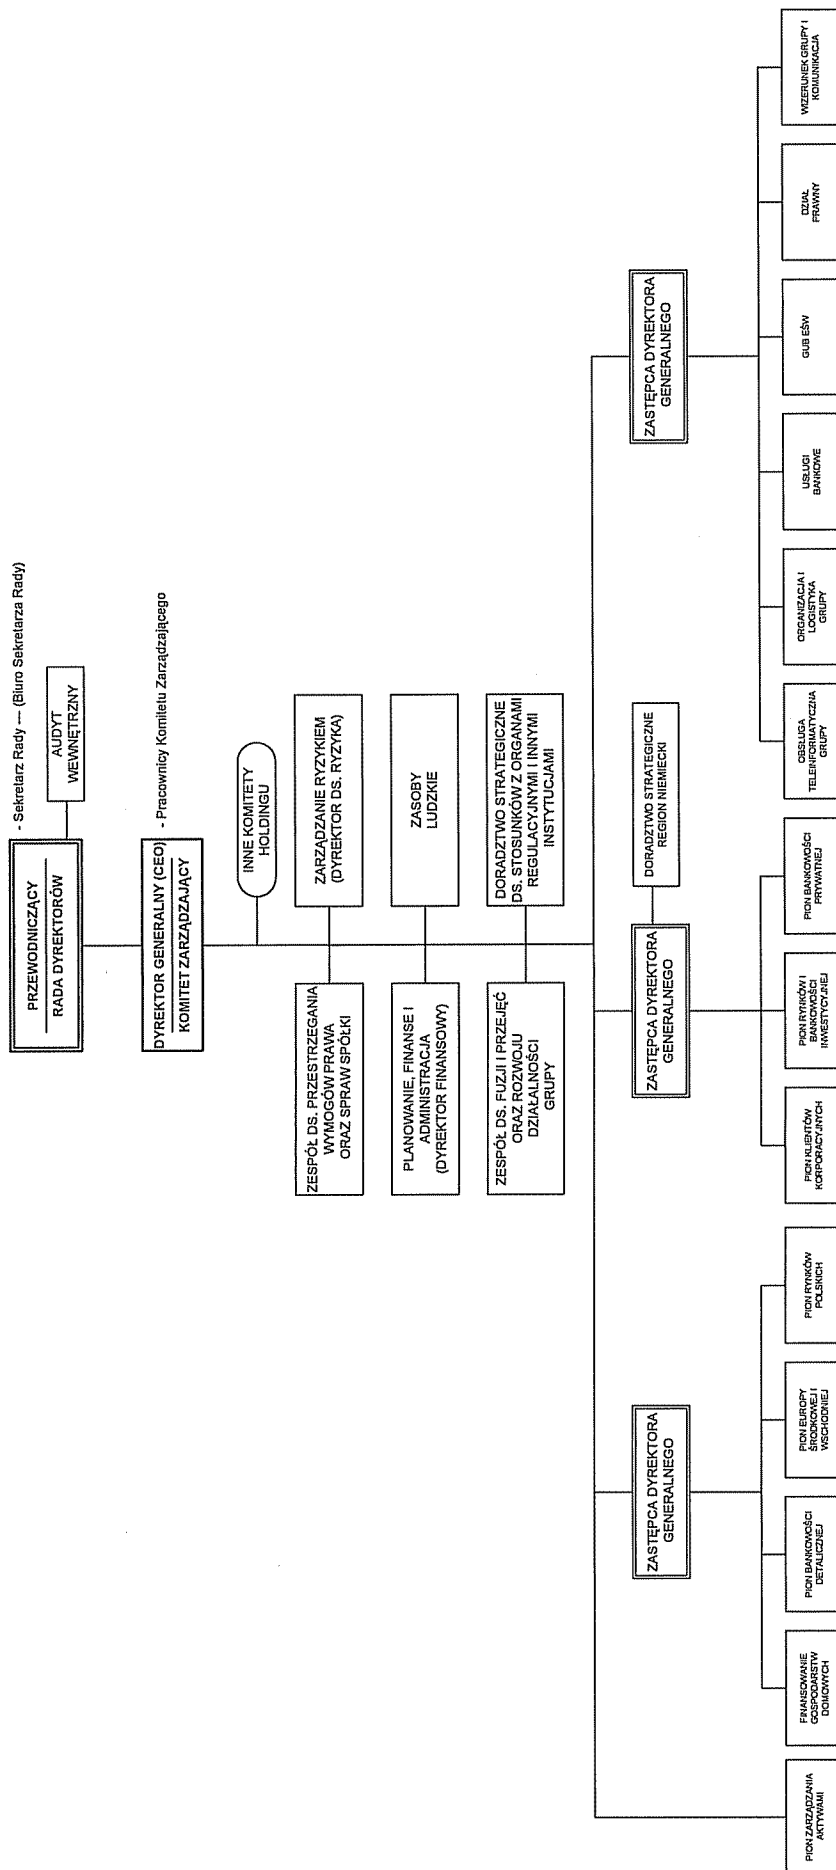 PRZEWODNICZĄCY
RADA DYREKTORÓW
- Sekretarz Rady --- (Biuro Sekretarza Rady)
AUDYT
WEWNĘTRZNY
DYREKTOR GENERALNY (CEO)
KOMITET ZARZĄDZAJĄCY
- Pracownicy Komitetu Zarządzającego
INNE KOMITETY
HOLDINGU
ZESPÓŁ DS. PRZESTRZEGANIA
WYMOGÓW PRAWA
ORAZ SPRAW SPÓŁKI
ZARZĄDZANIE RYZYKIEM
(DYREKTOR DS. RYZYKA)
PLANOWANIE, FINANSE I
ADMINISTRACJA
(DYREKTOR FINANSOWY)
ZASOBY
LUDZKIE
ZESPÓŁ DS. FUZJI I PRZEJĘĆ
ORAZ ROZWOJU
DZIAŁALNOŚCI
GRUPY
DORADZTWO STRATEGICZNE
DS. STOSUNKÓW Z ORGANAMI
REGULACYJNYMI I INNYMI
INSTYTUCJAMI
ZASTĘPCA DYREKTORA
GENERALNEGO
ZASTĘPCA DYREKTORA
GENERALNEGO
DORADZTWO STRATEGICZNE
REGION NIEMIECKI
ZASTĘPCA DYREKTORA
GENERALNEGO
PION ZARZĄDZANIA
AKTYWAMI
FINANSOWANIE
GOSPODARSTW
DOMOWYCH
PION BANKOWOŚCI
DETALICZNEJ
PION EUROPY
ŚRODKOWEJ I
WSCHODNIEJ
PION RYNKÓW
POLSKICH
PION KLIENTÓW
KORPORACYJNYCH
PION RYNKÓW I
BANKOWOŚCI
INWESTYCYJNEJ
PION BANKOWOŚCI
PRYWATNEJ
OBSŁUGA
TELEINFORMATYCZNA
GRUPY
ORGANIZACJA I
LOGISTYKA
GRUPY
USŁUGI
BANKOWE
GUB EŚW
DZIAŁ
PRAWNY
WIZERUNEK GRUPY I
KOMUNIKACJA